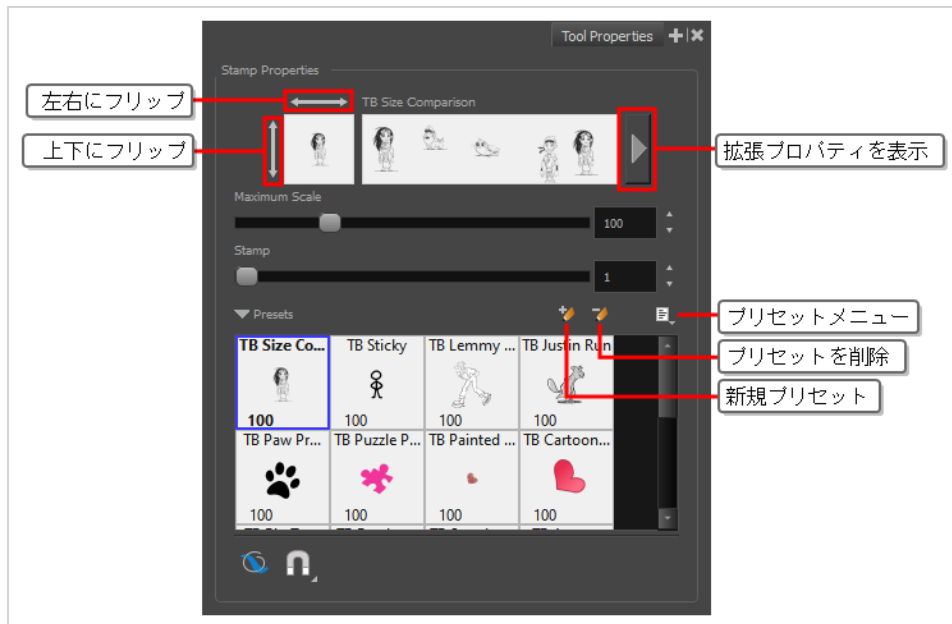 Tool Properties
Stamp Properties
左右にフリップ
TB Size Comparison
上下にフリップ
拡張プロパティを表示
Maximum Scale
100
Stamp
1
Presets
プリセットメニュー
TB Size Co...
TB Sticky
TB Lemmy ...
TB Justin Run
プリセットを削除
新規プリセット
100
100
100
100
TB Paw Pr...
TB Puzzle P...
TB Painted ...
TB Cartoon...
100
100
100
100